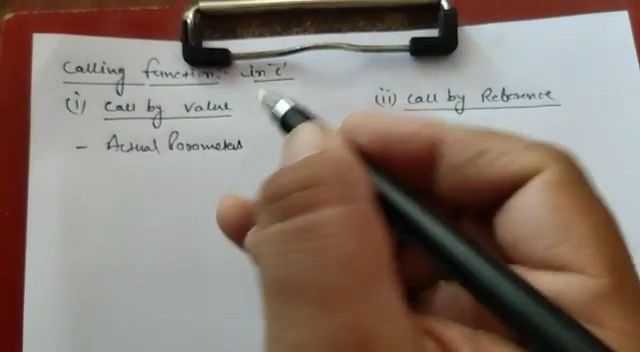 Calling function:- in 'C'
(i) Call by value
(ii) Call by Reference
- Actual Parameters